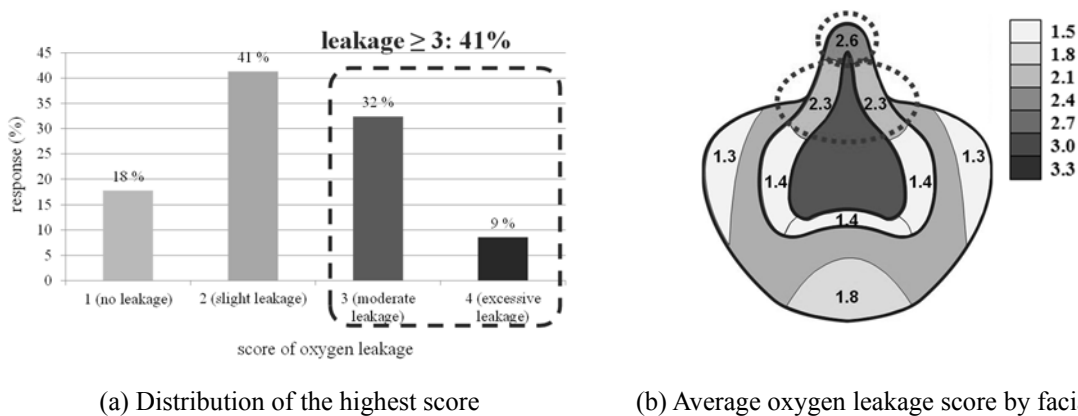 leakage ≥ 3: 41%
response (%)
45
40
35
30
25
20
15
10
5
0
18 %
41 %
32 %
9 %
1 (no leakage)
2 (slight leakage)
3 (moderate
leakage)
4 (excessive
leakage)
score of oxygen leakage
(a) Distribution of the highest score
2.6
2.3
2.3
1.3
1.3
1.4
1.4
1.4
1.8
1.5
1.8
2.1
2.4
2.7
3.0
3.3
(b) Average oxygen leakage score by faci